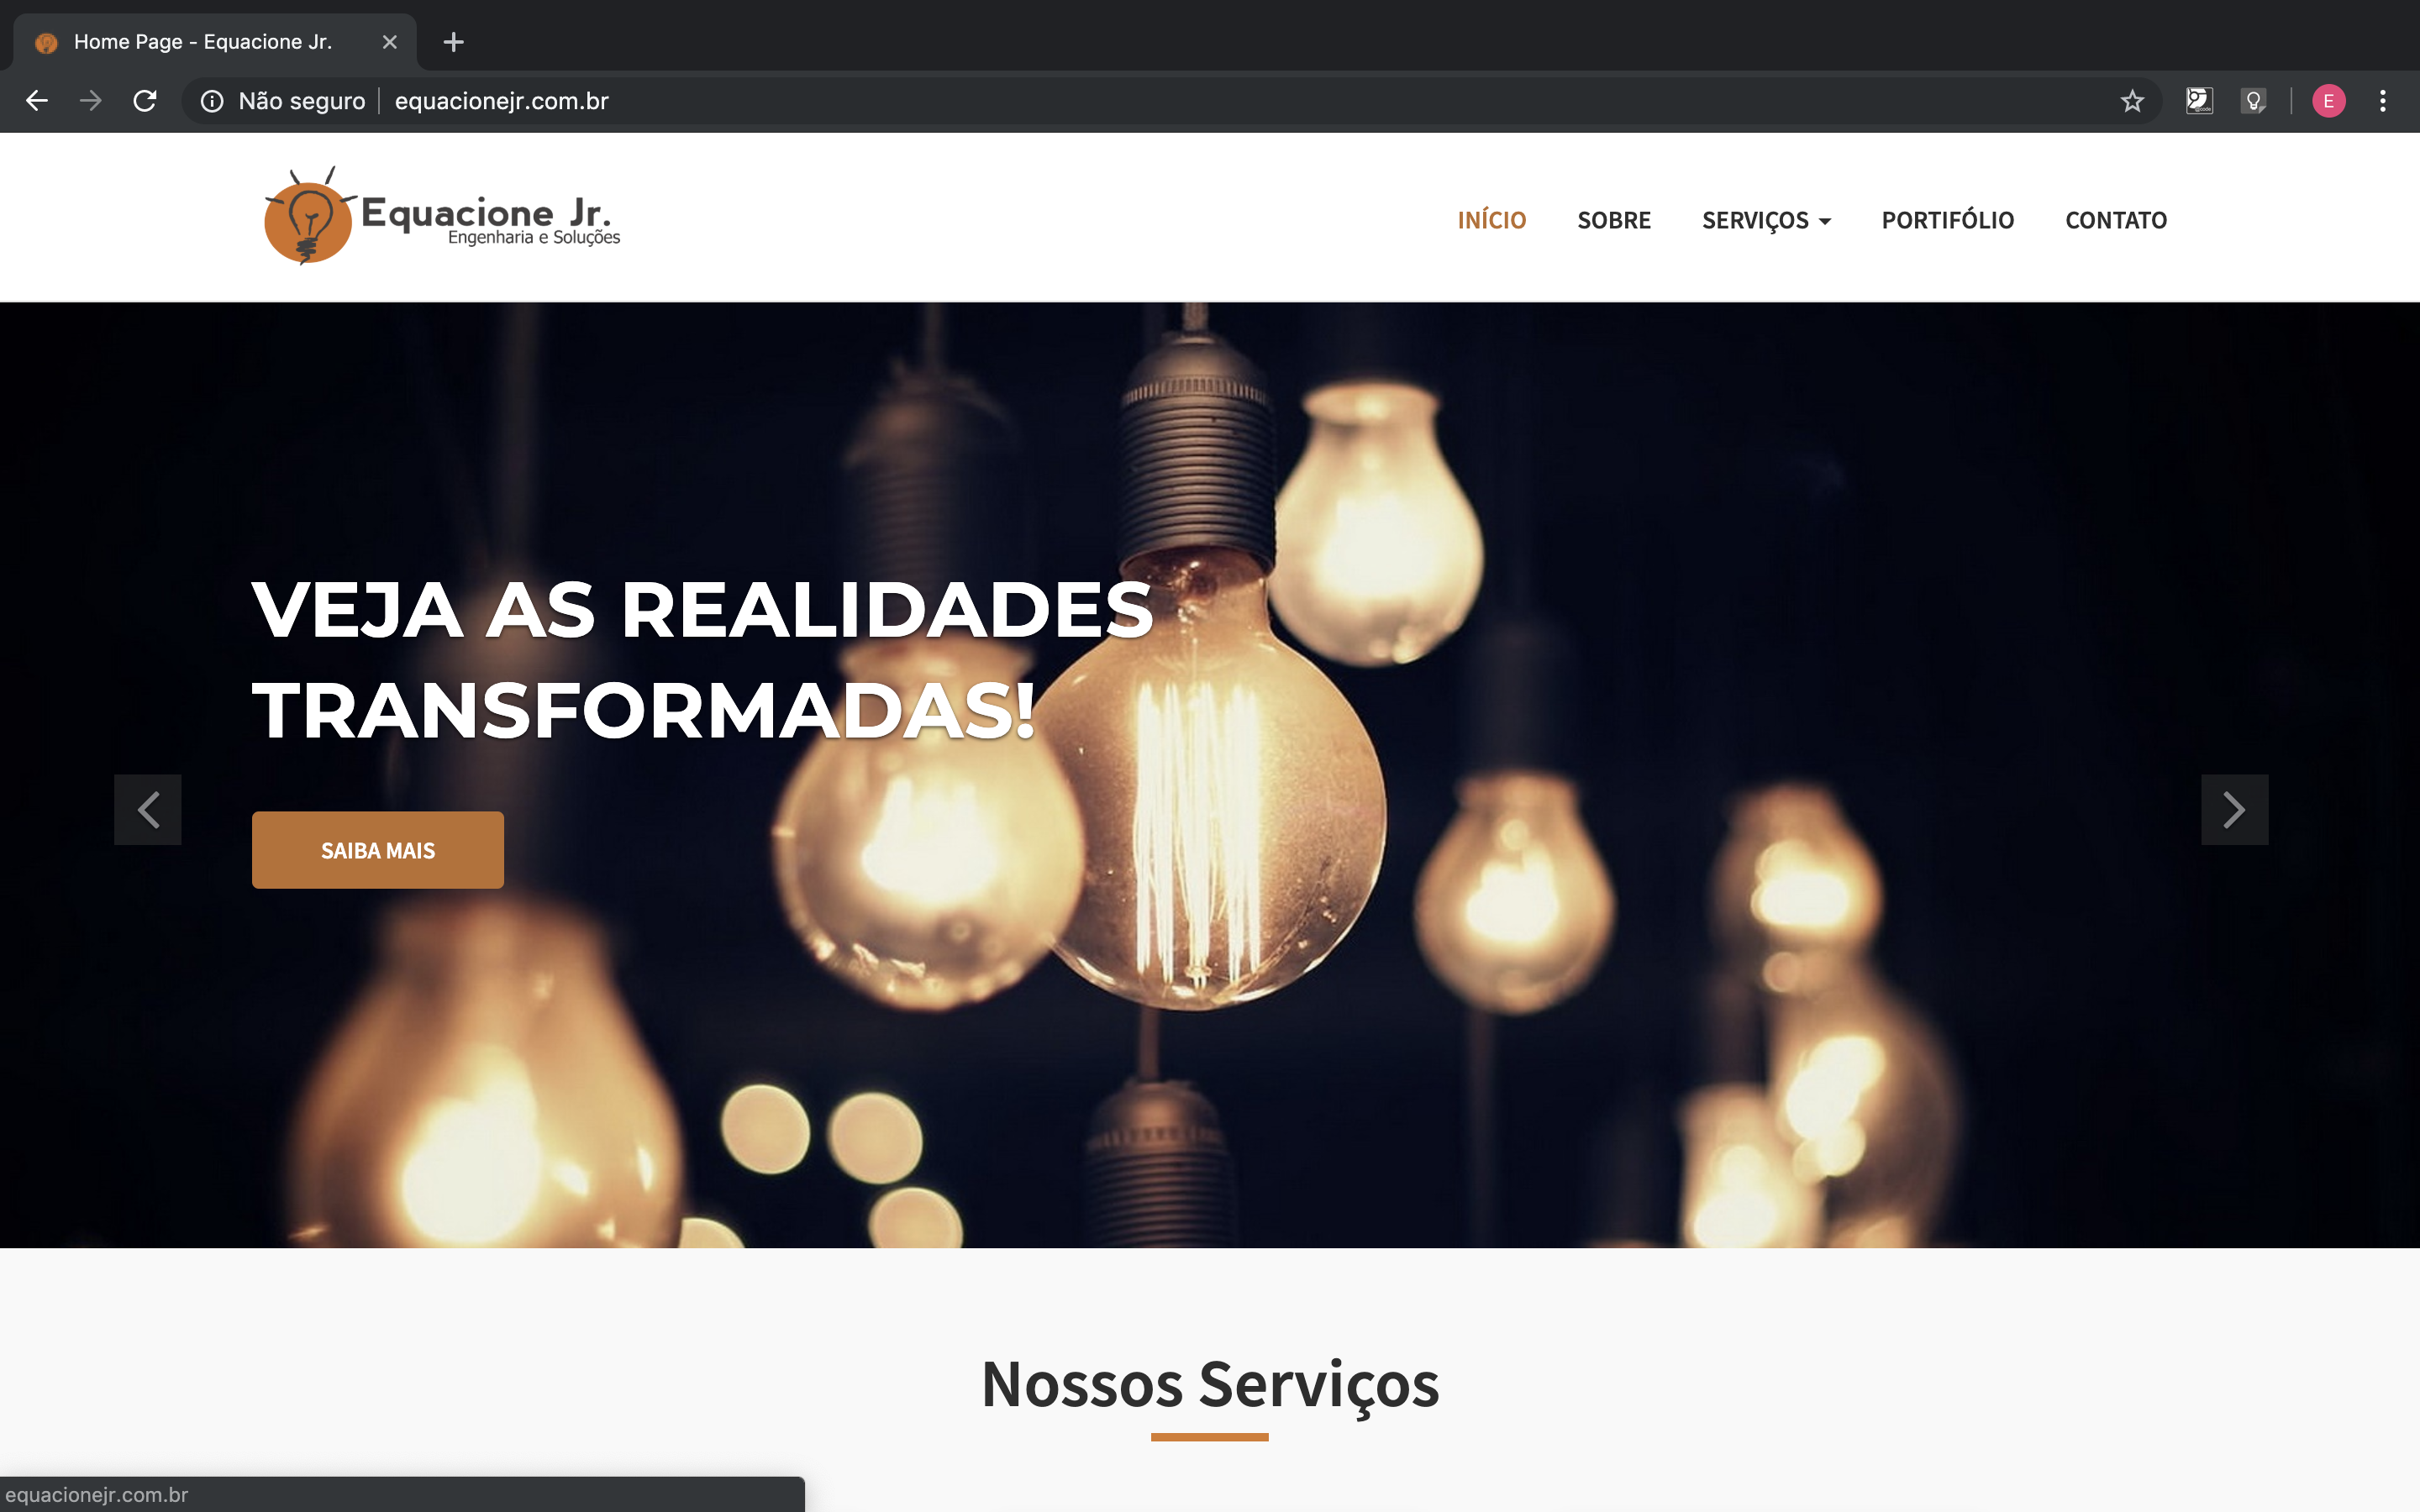 Home Page - Equacione Jr.
Não seguro equacionejr.com.br
E
Equacione Jr.
Engenharia e Soluções
INÍCIO SOBRE SERVIÇOS PORTIFÓLIO CONTATO
VEJA AS REALIDADES
TRANSFORMADAS!
SAIBA MAIS
Nossos Serviços
equacionejr.com.br